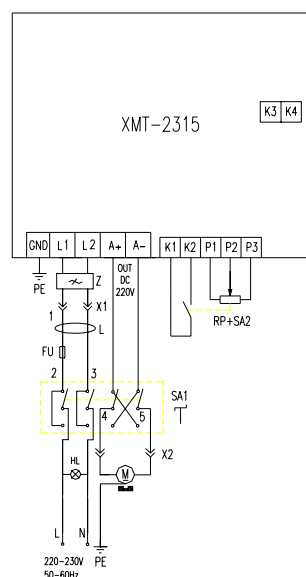 K3 K4
XMT-2315
GND L1 L2 A+ A- K1 K2 P1 P2 P3
PE
Z
OUT
DC
220V
X1
1
L
RP+SA2
FU
2 3
SA1
4 5
X2
HL
M
L N
PE
220-230V
50-60Hz